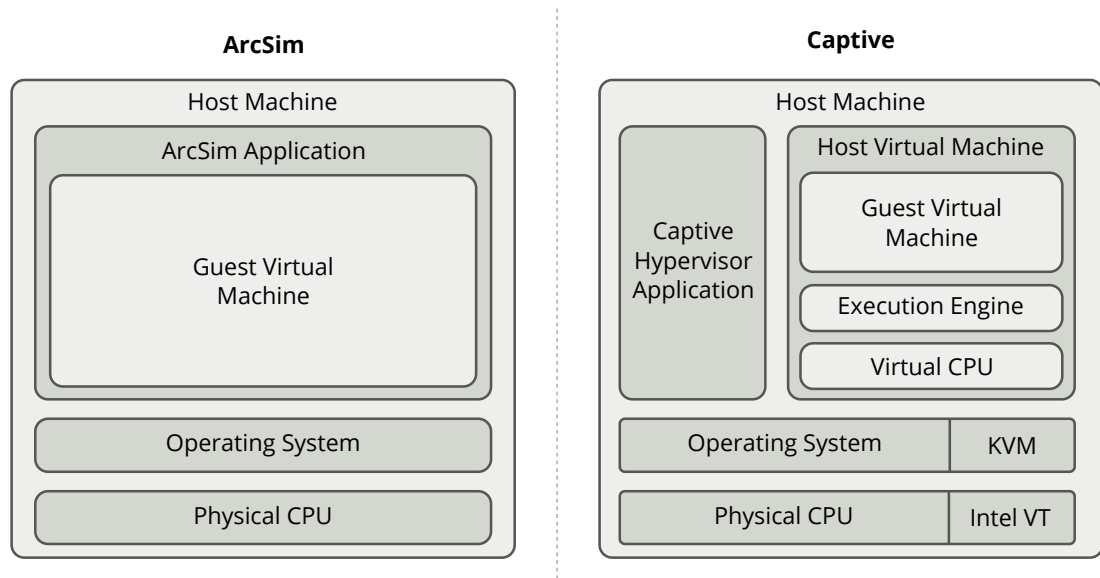 ArcSim
Host Machine
ArcSim Application
Guest Virtual
Machine
Operating System
Physical CPU
Captive
Host Machine
Captive
Hypervisor
Application
Host Virtual Machine
Guest Virtual
Machine
Execution Engine
Virtual CPU
Operating System
KVM
Physical CPU
Intel VT